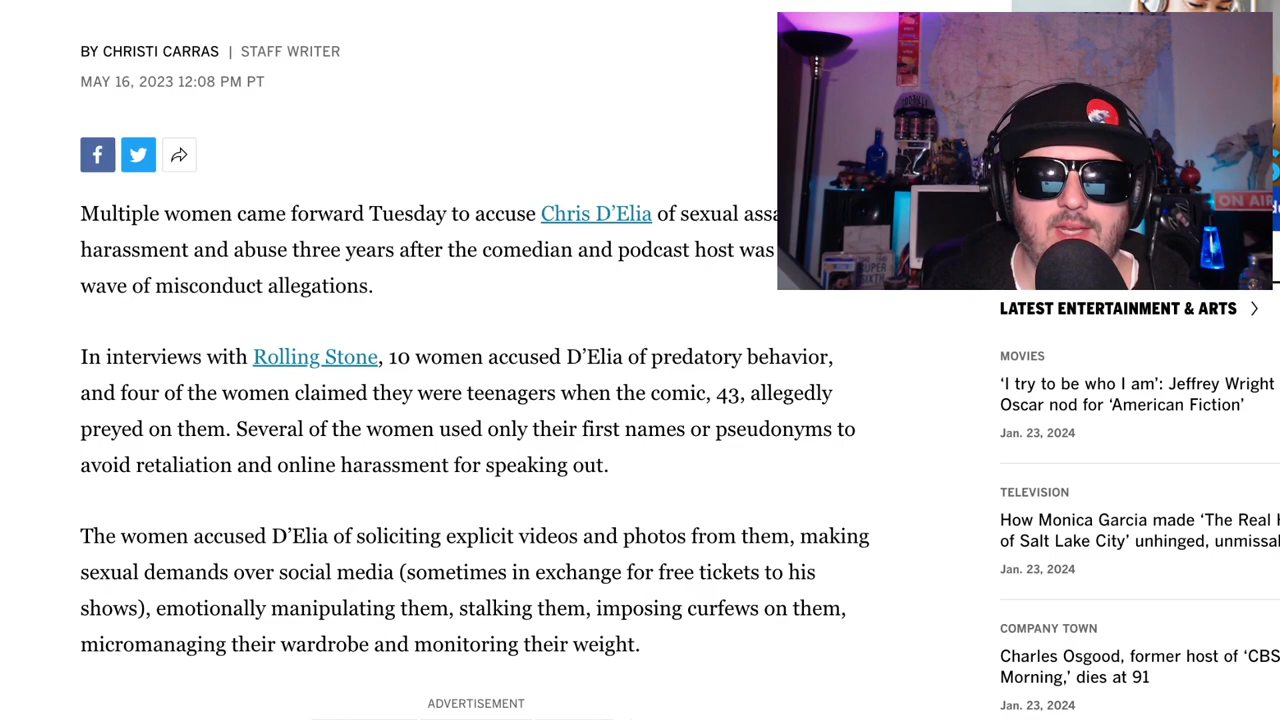 BY CHRISTI CARRAS | STAFF WRITER
MAY 16, 2023 12:08 PM PT
Multiple women came forward Tuesday to accuse Chris D’Elia of sexual assa
harassment and abuse three years after the comedian and podcast host was
wave of misconduct allegations.
In interviews with Rolling Stone, 10 women accused D’Elia of predatory behavior,
and four of the women claimed they were teenagers when the comic, 43, allegedly
preyed on them. Several of the women used only their first names or pseudonyms to
avoid retaliation and online harassment for speaking out.
The women accused D’Elia of soliciting explicit videos and photos from them, making
sexual demands over social media (sometimes in exchange for free tickets to his
shows), emotionally manipulating them, stalking them, imposing curfews on them,
micromanaging their wardrobe and monitoring their weight.
ADVERTISEMENT
ON AIR
SUPER
SIXTH
LATEST ENTERTAINMENT & ARTS
MOVIES
‘I try to be who I am’: Jeffrey Wright
Oscar nod for ‘American Fiction’
Jan. 23, 2024
TELEVISION
How Monica Garcia made ‘The Real H
of Salt Lake City’ unhinged, unmissal
Jan. 23, 2024
COMPANY TOWN
Charles Osgood, former host of ‘CBS
Morning,’ dies at 91
Jan. 23, 2024